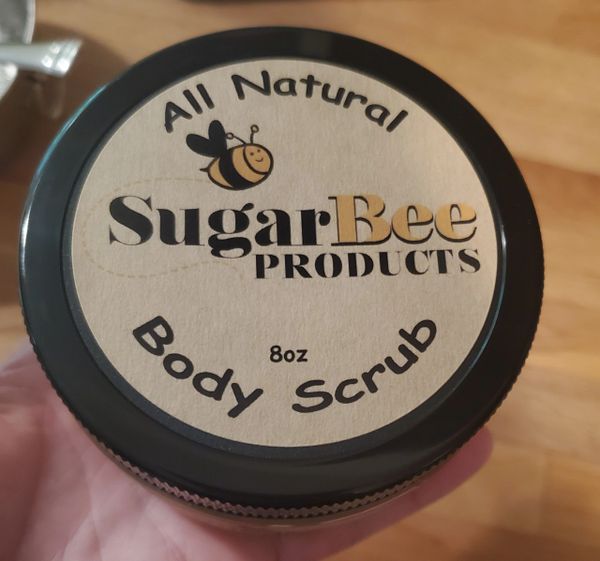 All Natural
SugarBee
PRODUCTS
8oz
Body Scrub